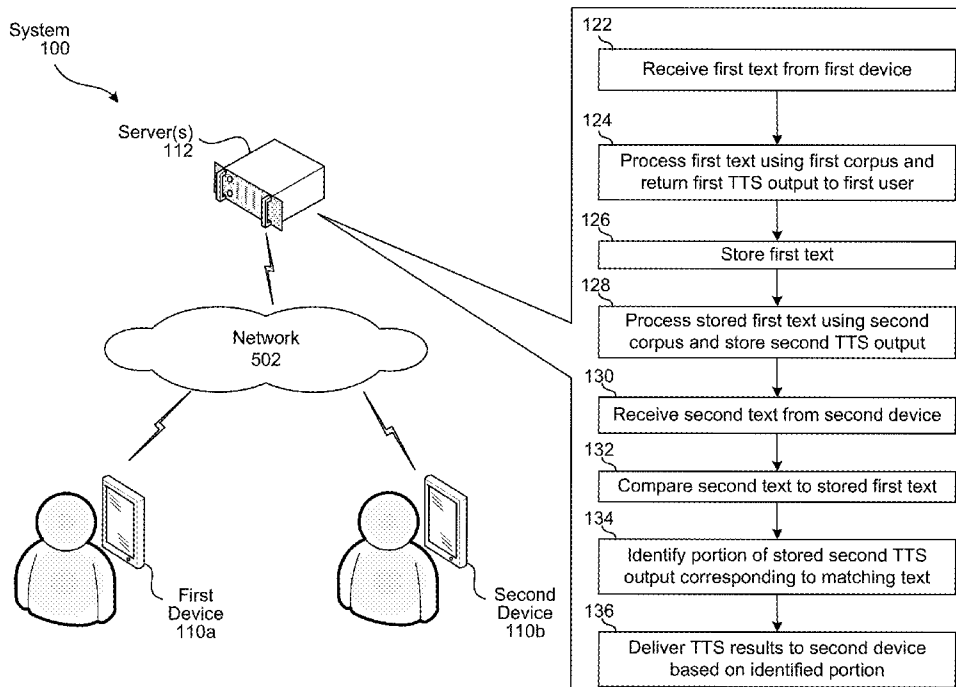 System
100
Server(s)
112
Network
502
First
Device
110a
Second
Device
110b
122
Receive first text from first device
124
Process first text using first corpus and
return first TTS output to first user
126
Store first text
128
Process stored first text using second
corpus and store second TTS output
130
Receive second text from second device
132
Compare second text to stored first text
134
Identify portion of stored second TTS
output corresponding to matching text
136
Deliver TTS results to second device
based on identified portion